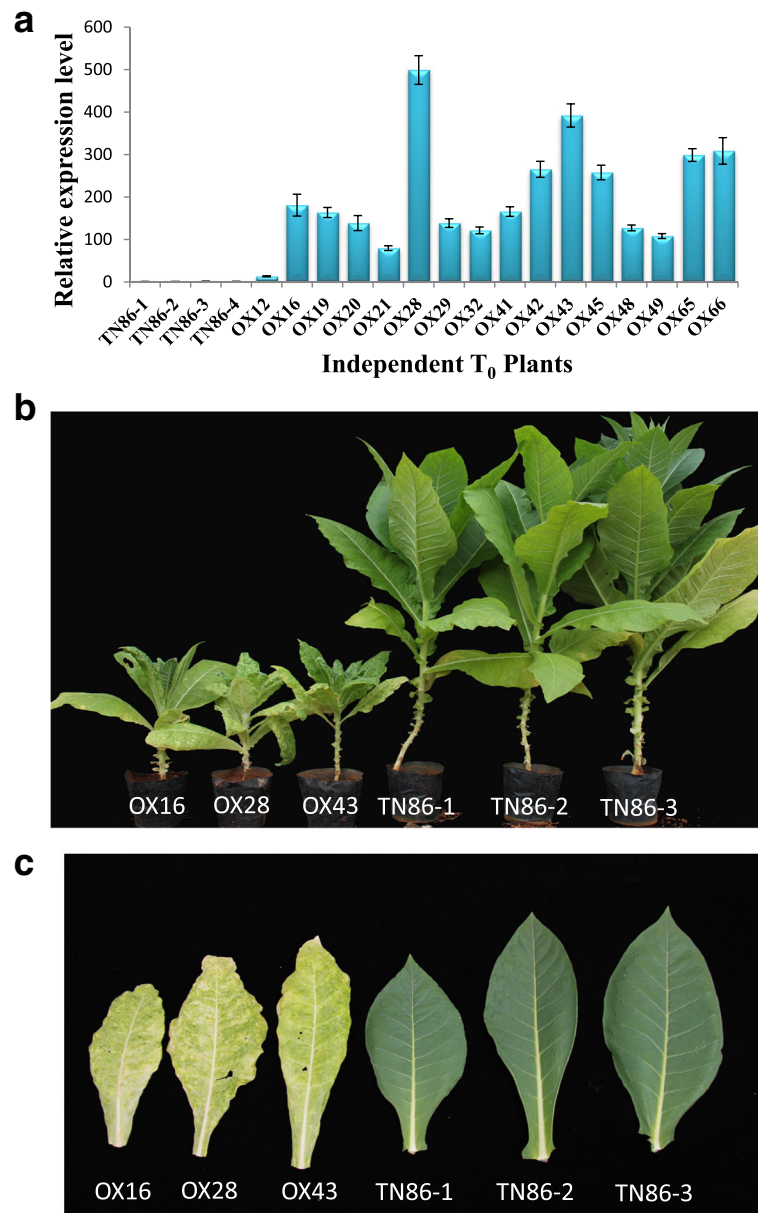 a
Relative expression level
600
500
400
300
200
100
0
TN86-1
TN86-2
TN86-3
TN86-4
OX12
OX16
OX19
OX20
OX21
OX28
OX29
OX32
OX41
OX42
OX43
OX45
OX48
OX49
OX65
OX66
Independent T₀ Plants
b
OX16 OX28 OX43 TN86-1 TN86-2 TN86-3
c
OX16 OX28 OX43 TN86-1 TN86-2 TN86-3